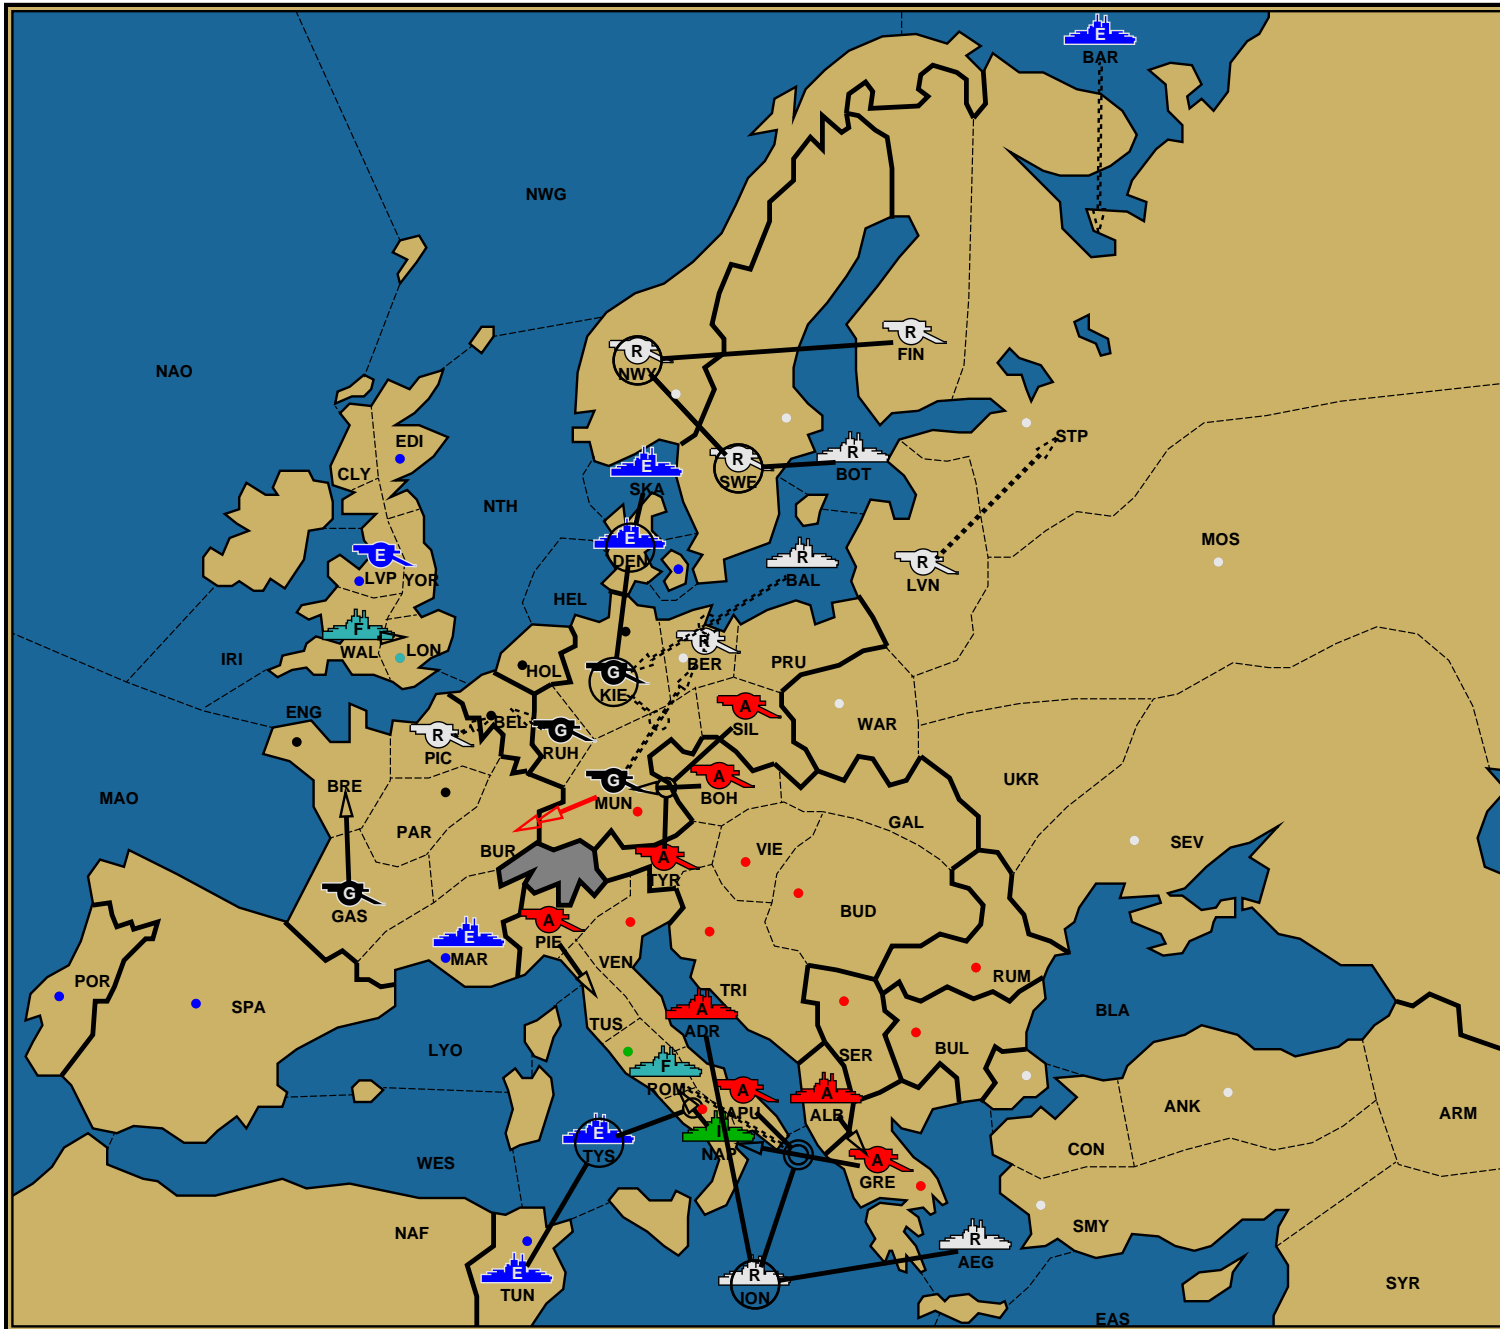 E
BAR
NWG
R
FIN
R
NWY
NAO
EDI
STP
CLY
E
SKA
R
SWE
R
BOT
NTH
MOS
E
DEN
E
LVP
YOR
R
BAL
R
LVN
HEL
F
WAL
LON
IRI
HOL
G
KIE
R
BER
PRU
ENG
BEL
R
PIC
G
RUH
A
SIL
WAR
UKR
BRE
MAO
G
MUN
A
BOH
PAR
GAL
SEV
BUR
VIE
A
TYR
G
GAS
BUD
A
PIE
E
MAR
VEN
RUM
POR
SPA
TRI
BLA
A
ADR
TUS
LYO
SER
BUL
F
ROM
A
APU
A
ALB
ANK
ARM
E
TYS
I
NAP
CON
WES
A
GRE
SMY
NAF
R
AEG
E
TUN
R
ION
SYR
EAS